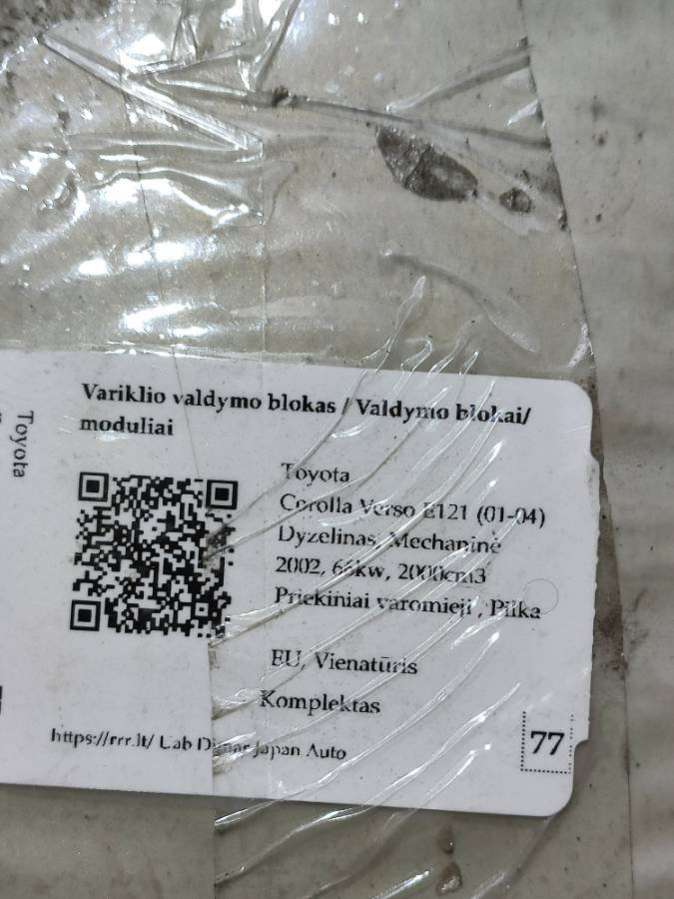 Variklio valdymo blokas / Valdymo blokai/
moduliai
Toyota
Toyota
Corolla Verso E121 (01-04)
Dyzelinas, Mechaninė
2002, 66kw, 2000cm3
Priekiniai varomieji , Pilka
EU, Vienatūris
Komplektas
https://rrr.lt/ Japan Auto
77